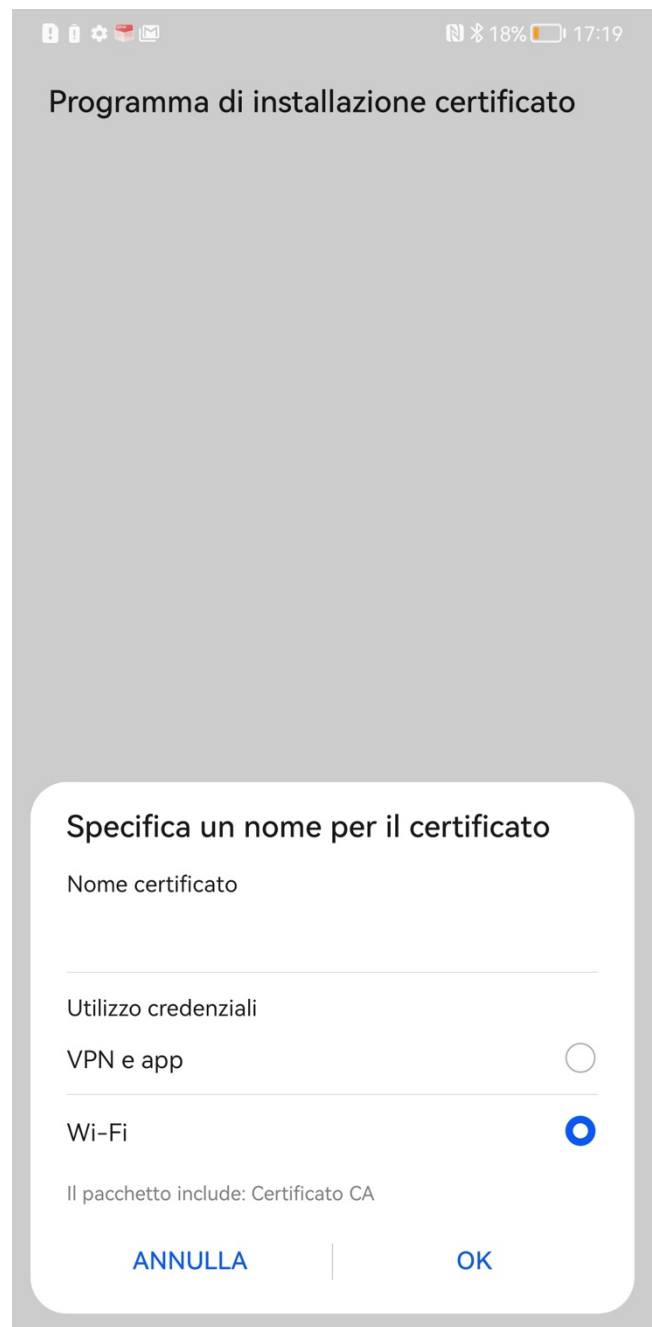 18% 17:19
Programma di installazione certificato
Specifica un nome per il certificato
Nome certificato
Utilizzo credenziali
VPN e app
Wi-Fi
Il pacchetto include: Certificato CA
ANNULLA OK